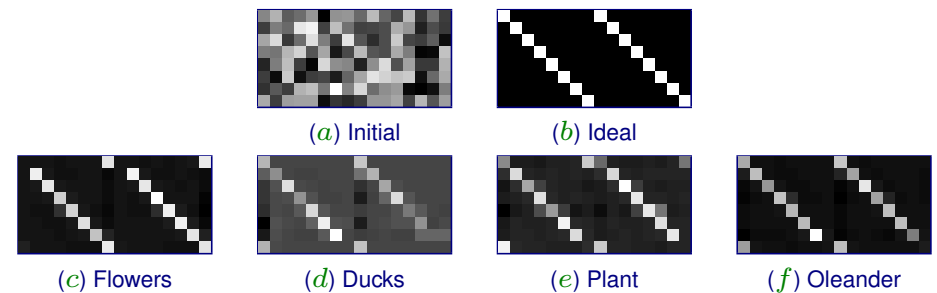 (a) Initial
(b) Ideal
(c) Flowers
(d) Ducks
(e) Plant
(f) Oleander